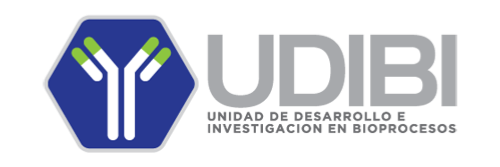 UDIBI
UNIDAD DE DESARROLLO E
INVESTIGACION EN BIOPROCESOS